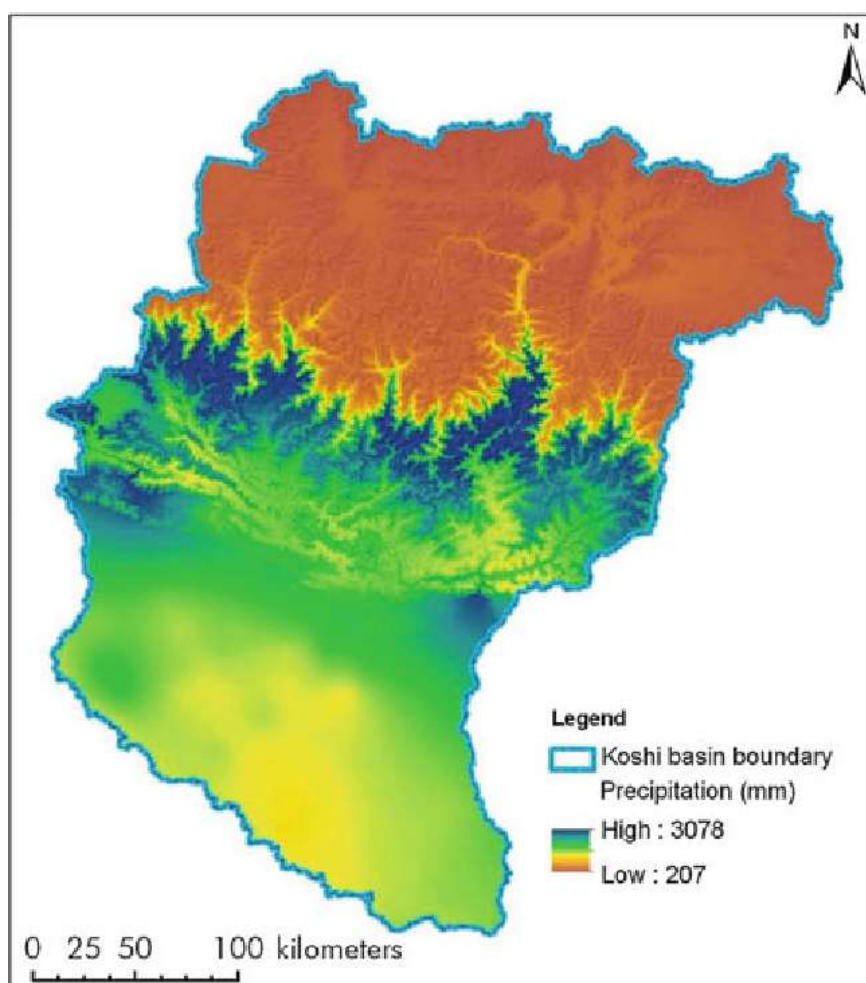 N
Legend
Koshi basin boundary
Precipitation (mm)
High : 3078
Low : 207
0 25 50 100 kilometers